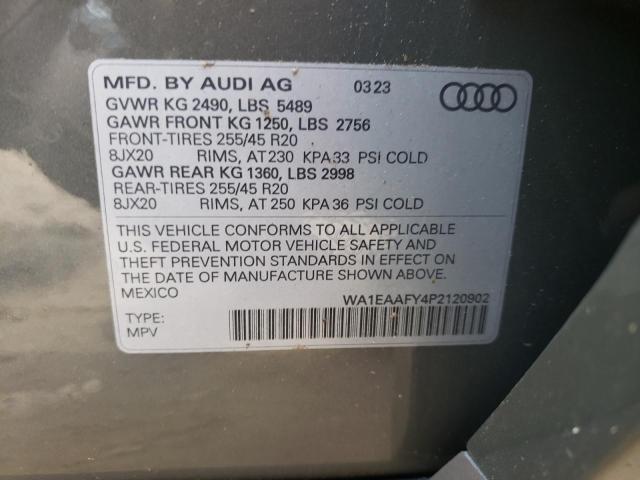 MFD. BY AUDI AG 0323
GVWR KG 2490, LBS 5489
GAWR FRONT KG 1250, LBS 2756
FRONT-TIRES 255/45 R20
8JX20 RIMS, AT 230 KPA 33 PSI COLD
GAWR REAR KG 1360, LBS 2998
REAR-TIRES 255/45 R20
8JX20 RIMS, AT 250 KPA 36 PSI COLD
THIS VEHICLE CONFORMS TO ALL APPLICABLE
U.S. FEDERAL MOTOR VEHICLE SAFETY AND
THEFT PREVENTION STANDARDS IN EFFECT ON
THE DATE OF MANUFACTURE SHOWN ABOVE.
MEXICO WA1EAAFY4P2120902
TYPE:
MPV